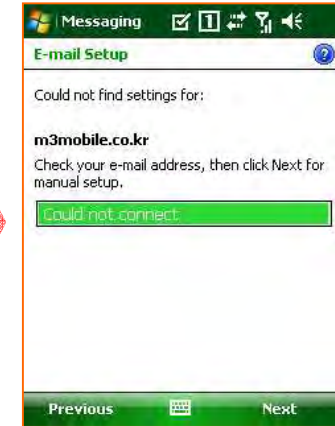 Messaging
E-mail Setup
Could not find settings for:
m3mobile.co.kr
Check your e-mail address, then click Next for
manual setup.
Could not connect
Previous Next